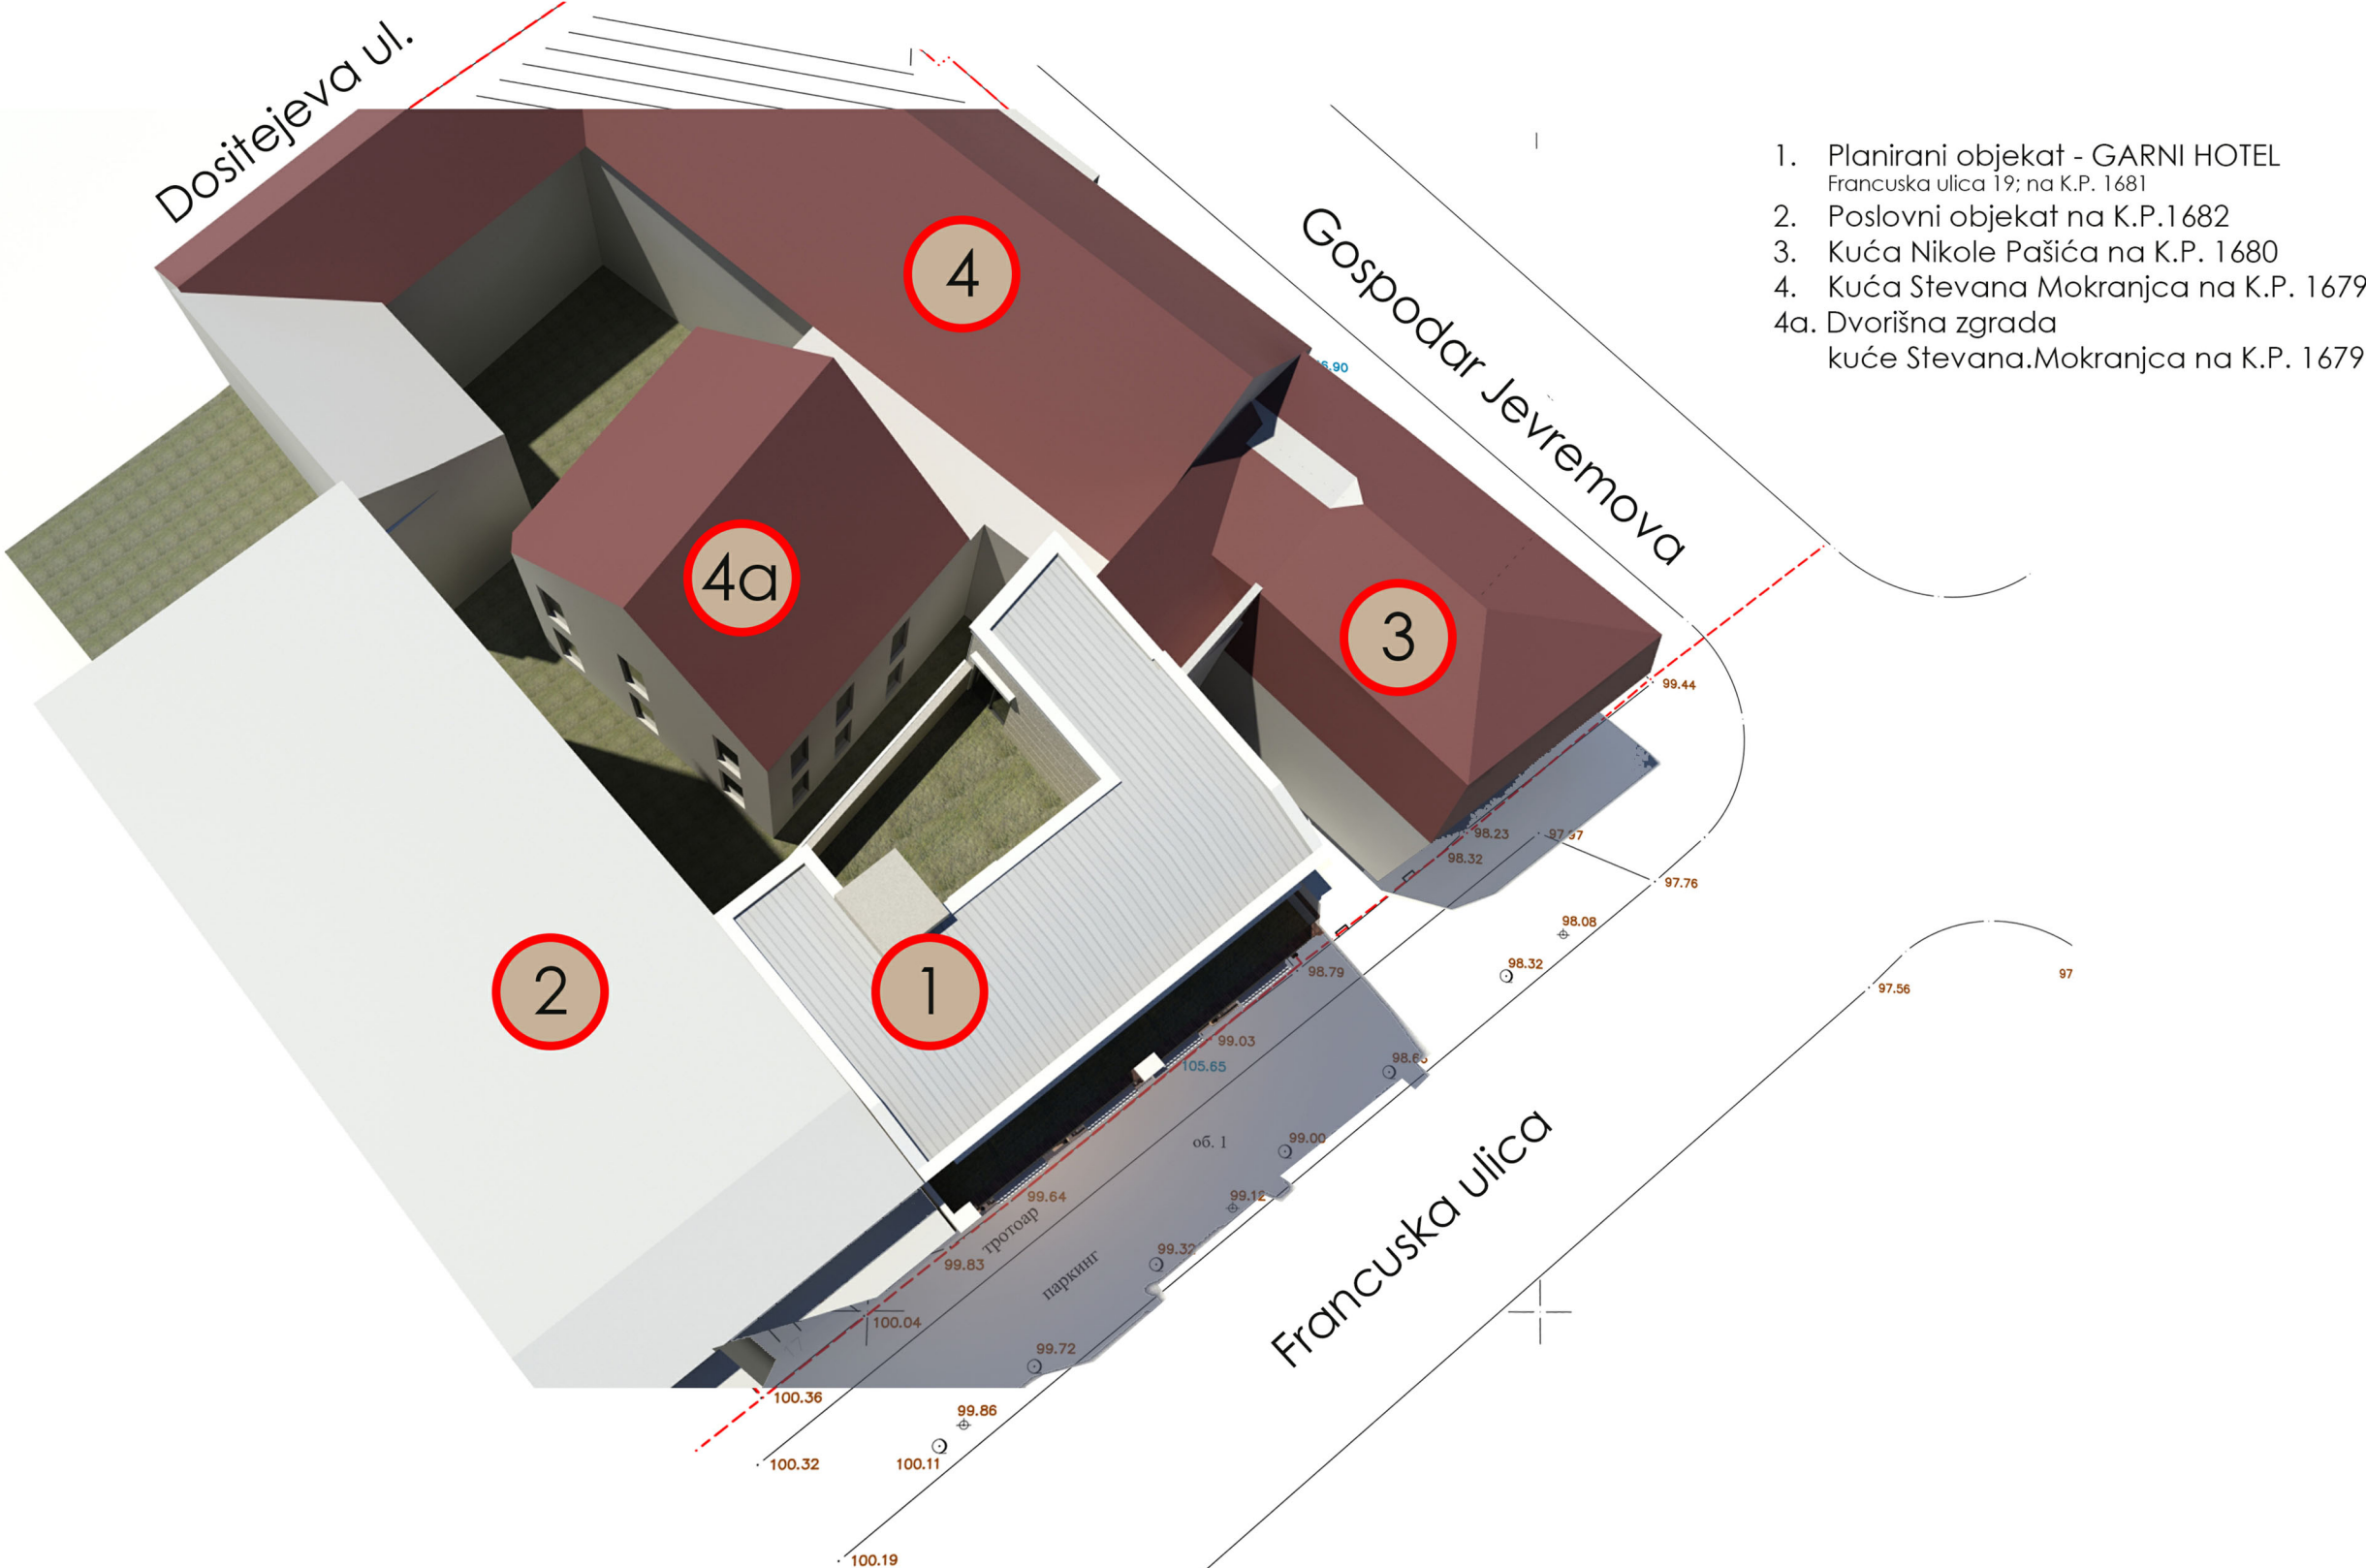 Dositejeva ul.
Gospodar Jevremova
Francuska ulica
1. Planirani objekat - GARNI HOTEL
Francuska ulica 19; na K.P. 1681
2. Poslovni objekat na K.P.1682
3. Kuća Nikole Pašića na K.P. 1680
4. Kuća Stevana Mokranjca na K.P. 1679
4a. Dvorišna zgrada
kuće Stevana.Mokranjca na K.P. 1679
4
4a
3
2
1
99.44
98.23
97.97
98.32
97.76
98.08
98.32
98.79
97
97.56
99.03
105.65
об. 1
99.00
99.64
99.12
тротоар
99.83
99.32
паркинг
100.04
99.72
100.36
99.86
100.32
100.11
100.19